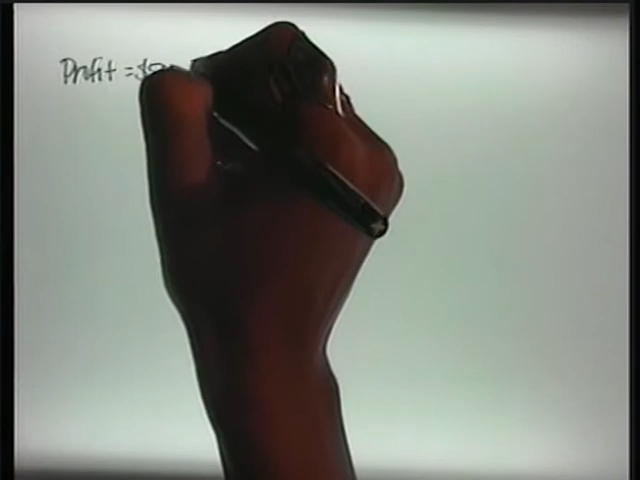 Profit = $